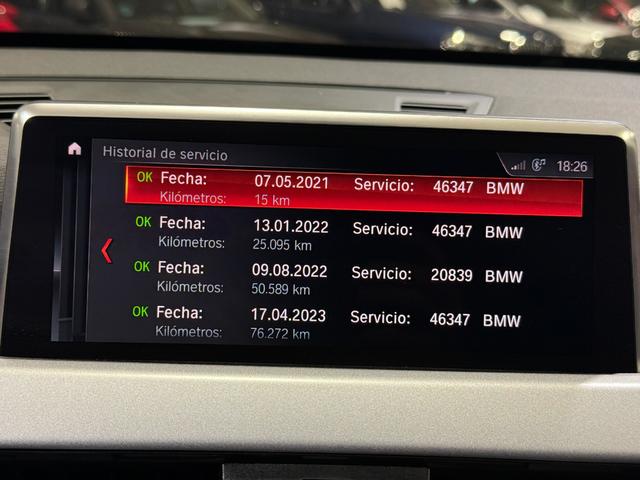 Historial de servicio
18:26
OK Fecha: 07.05.2021 Servicio: 46347 BMW
Kilómetros: 15 km
OK Fecha: 13.01.2022 Servicio: 46347 BMW
Kilómetros: 25.095 km
OK Fecha: 09.08.2022 Servicio: 20839 BMW
Kilómetros: 50.589 km
OK Fecha: 17.04.2023 Servicio: 46347 BMW
Kilómetros: 76.272 km